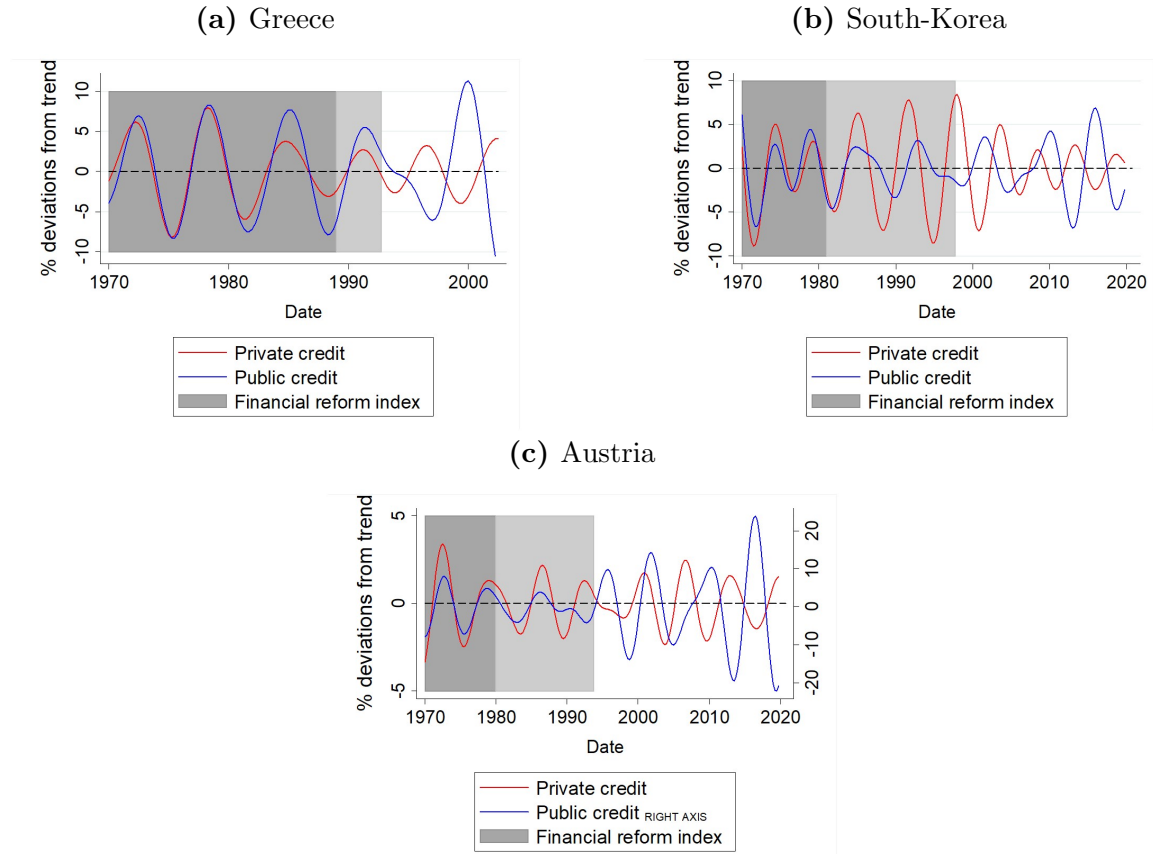 (a) Greece
% deviations from trend
10
5
0
-5
-10
1970 1980 1990 2000
Date
Private credit
Public credit
Financial reform index
(b) South-Korea
% deviations from trend
10
5
0
-5
-10
1970 1980 1990 2000 2010 2020
Date
Private credit
Public credit
Financial reform index
(c) Austria
% deviations from trend
5
0
-5
20
10
0
-10
-20
1970 1980 1990 2000 2010 2020
Date
Private credit
Public credit RIGHT AXIS
Financial reform index